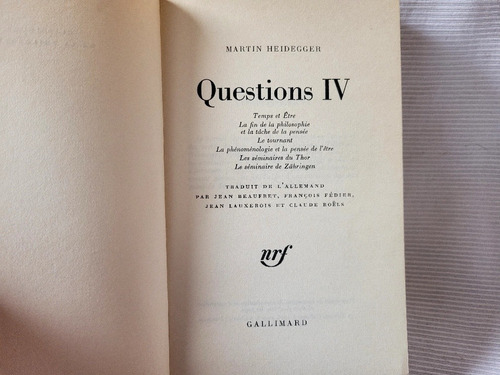 MARTIN HEIDEGGER
Questions IV
Temps et Être
La fin de la philosophie
et la tâche de la pensée
Le tournant
La phénoménologie et la pensée de l'être
Les séminaires du Thor
Le séminaire de Zähringen
TRADUIT DE L'ALLEMAND
PAR JEAN BEAUFRET, FRANÇOIS FÉDIER,
JEAN LAUXEROIS ET CLAUDE ROËLS
nrf
GALLIMARD